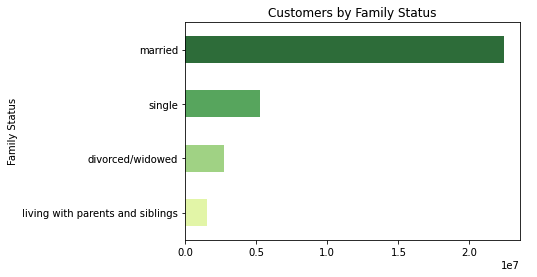 Customers by Family Status
married
single
divorced/widowed
living with parents and siblings
Family Status
0.0 0.5 1.0 1.5 2.0
1e7